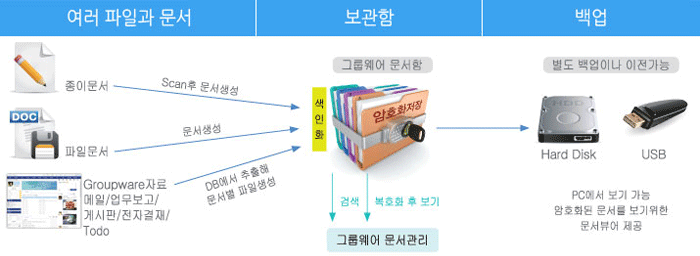 여러 파일과 문서
보관함
백업
종이문서
Scan후 문서생성
DOC
파일문서
문서생성
Groupware자료
메일/업무보고/
게시판/전자결재/
Todo
DB에서 추출해
문서별 파일생성
그룹웨어 문서함
색인화
암호화저장
검색
복호화 후 보기
그룹웨어 문서관리
별도 백업이나 이전가능
HDD
Hard Disk
USB
PC에서 보기 가능
암호화된 문서를 보기위한
문서뷰어 제공